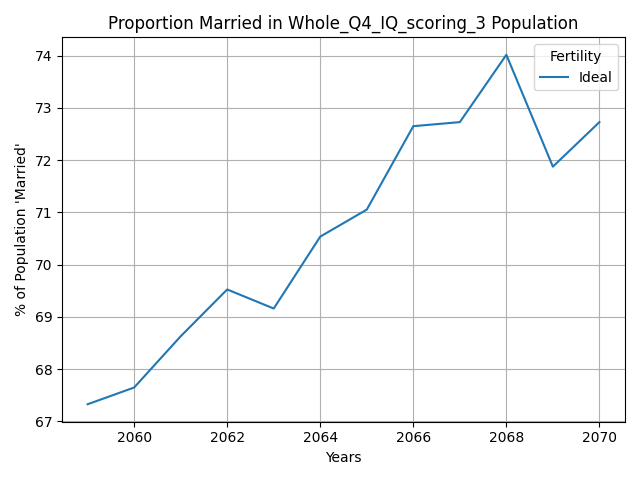 Proportion Married in Whole_Q4_IQ_scoring_3 Population
Fertility
Ideal
% of Population 'Married'
74
73
72
71
70
69
68
67
2060 2062 2064 2066 2068 2070
Years